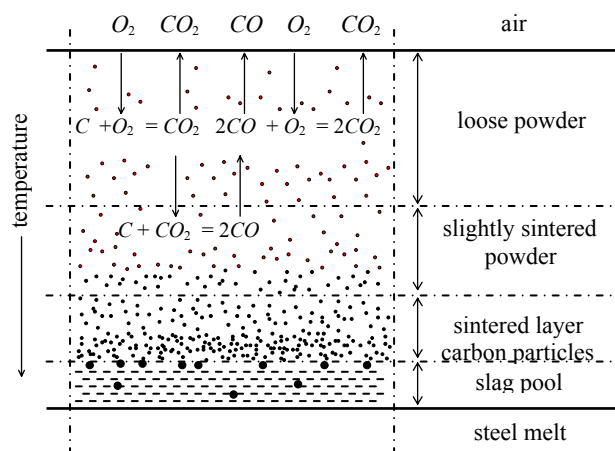 O₂ CO₂ CO O₂ CO₂ air
loose powder
C + O₂ = CO₂ 2CO + O₂ = 2CO₂
temperature
C + CO₂ = 2CO
slightly sintered
powder
sintered layer
carbon particles
slag pool
steel melt